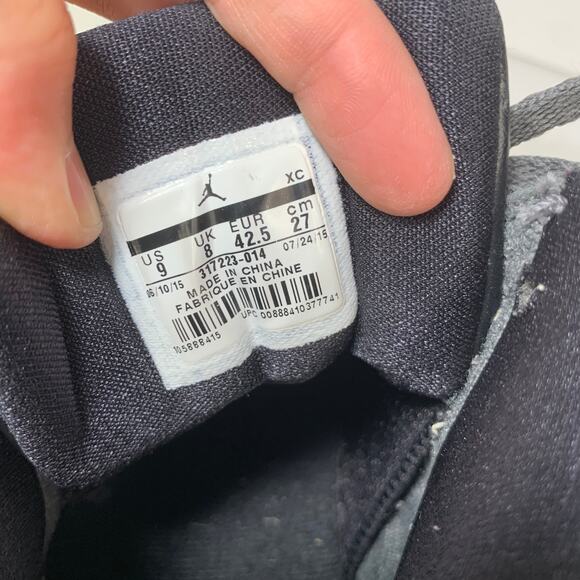 XC
US UK EUR cm
9 8 42.5 27
06/10/15 317223-014 07/24/15
MADE IN CHINA
FABRIQUE EN CHINE
105888415 UPC 00888410377741